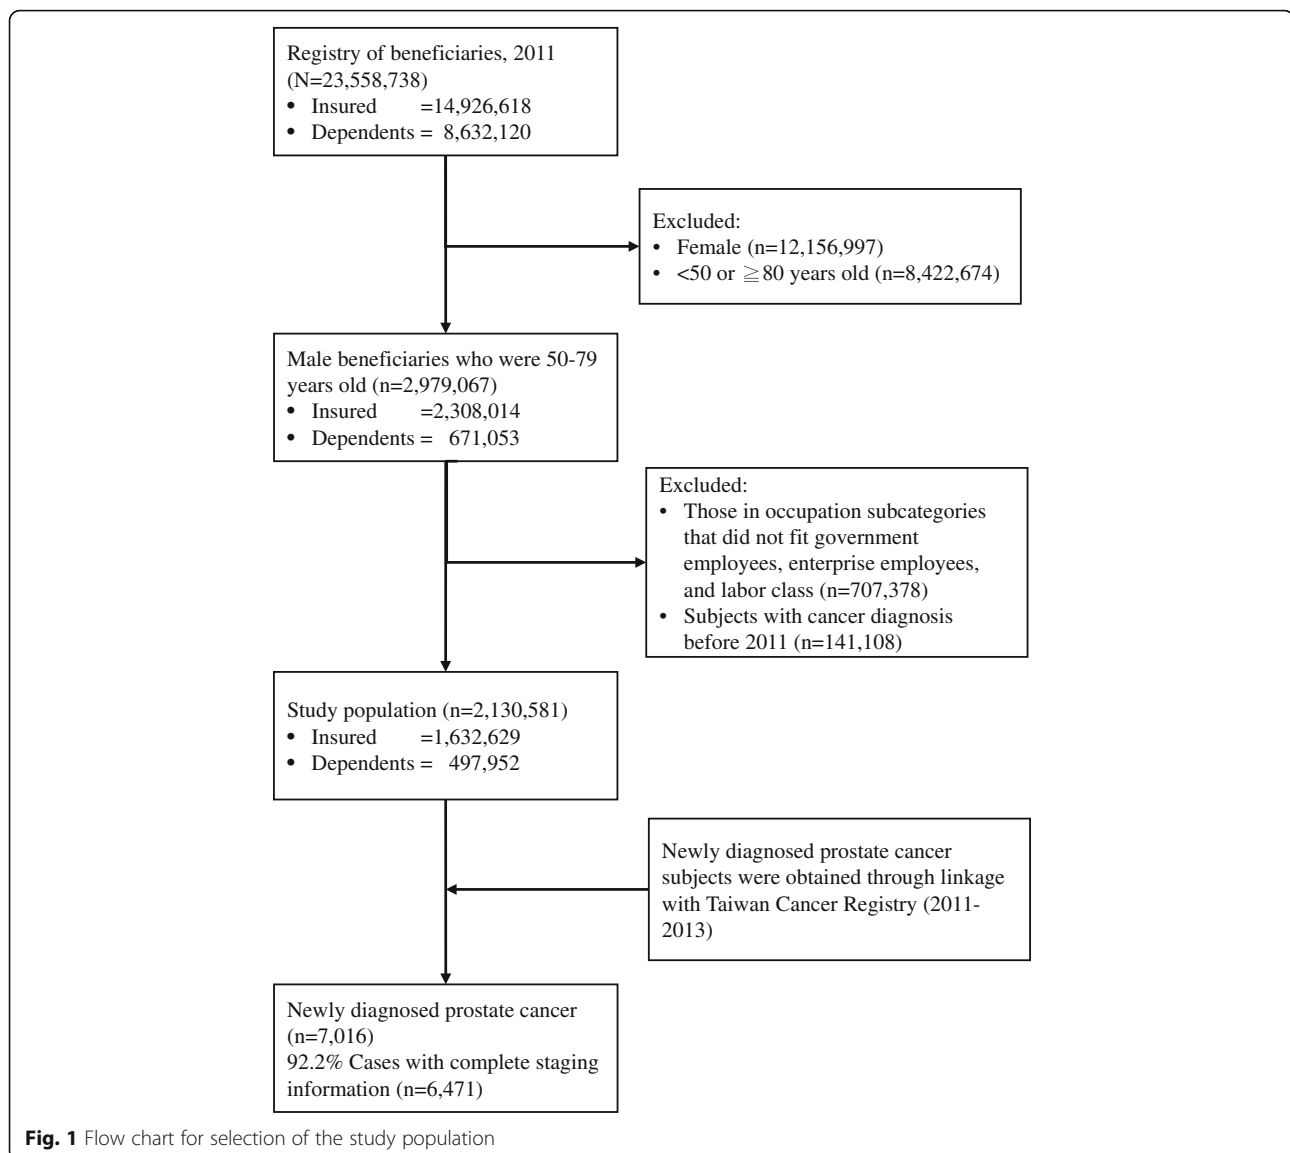 Registry of beneficiaries, 2011
(N=23,558,738)
• Insured =14,926,618
• Dependents = 8,632,120
Excluded:
• Female (n=12,156,997)
• <50 or ≧80 years old (n=8,422,674)
Male beneficiaries who were 50-79
years old (n=2,979,067)
• Insured =2,308,014
• Dependents = 671,053
Excluded:
• Those in occupation subcategories
that did not fit government
employees, enterprise employees,
and labor class (n=707,378)
• Subjects with cancer diagnosis
before 2011 (n=141,108)
Study population (n=2,130,581)
• Insured =1,632,629
• Dependents = 497,952
Newly diagnosed prostate cancer
subjects were obtained through linkage
with Taiwan Cancer Registry (2011-
2013)
Newly diagnosed prostate cancer
(n=7,016)
92.2% Cases with complete staging
information (n=6,471)
Fig. 1 Flow chart for selection of the study population